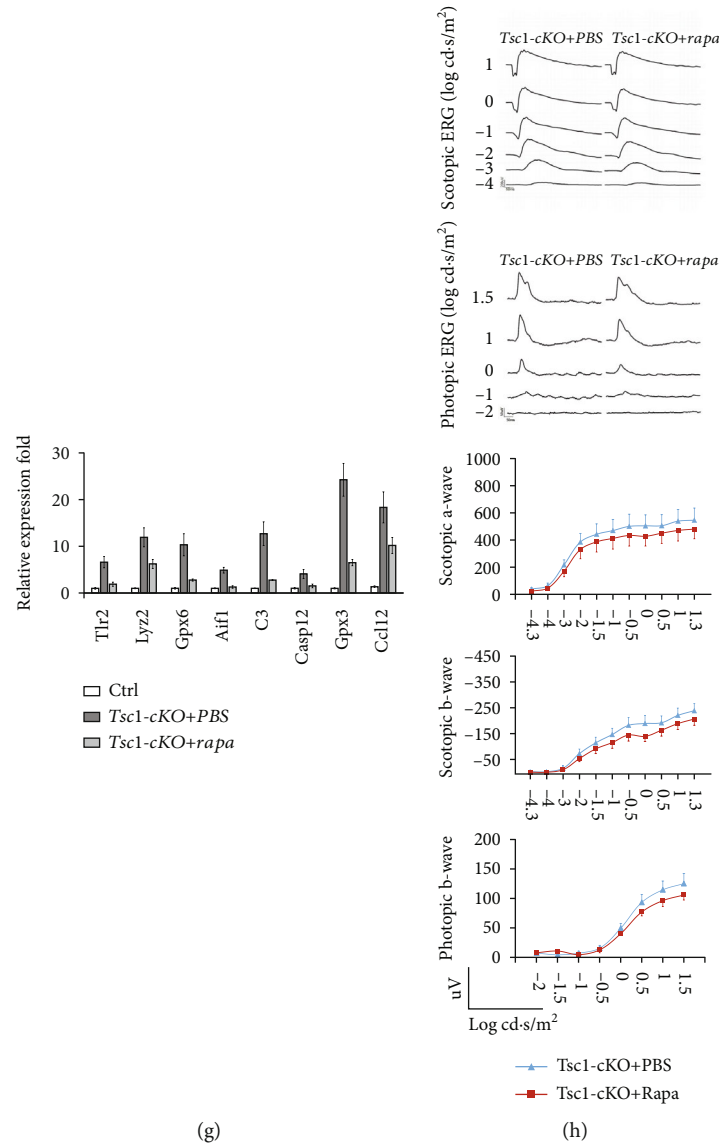 Relative expression fold
30
20
10
0
Tlr2
Lyz2
Gpx6
Aif1
C3
Casp12
Gpx3
Ccl12
Ctrl
Tsc1-cKO+PBS
Tsc1-cKO+rapa
(g)
Scotopic ERG (log cd·s/m²)
Tsc1-cKO+PBS Tsc1-cKO+rapa
1
0
−1
−2
−3
−4
Photopic ERG (log cd·s/m²)
Tsc1-cKO+PBS Tsc1-cKO+rapa
1.5
1
0
−1
−2
Scotopic a-wave
1000
800
600
400
200
0
−4.3
−4
−3
−2
−1.5
−1
−0.5
0
0.5
1
1.3
Scotopic b-wave
−450
−350
−250
−150
−50
−4.3
−4
−3
−2
−1.5
−1
−0.5
0
0.5
1
1.3
Photopic b-wave
200
150
100
50
0
−2
−1.5
−1
−0.5
0
0.5
1
1.5
uV
Log cd·s/m²
Tsc1-cKO+PBS
Tsc1-cKO+Rapa
(h)